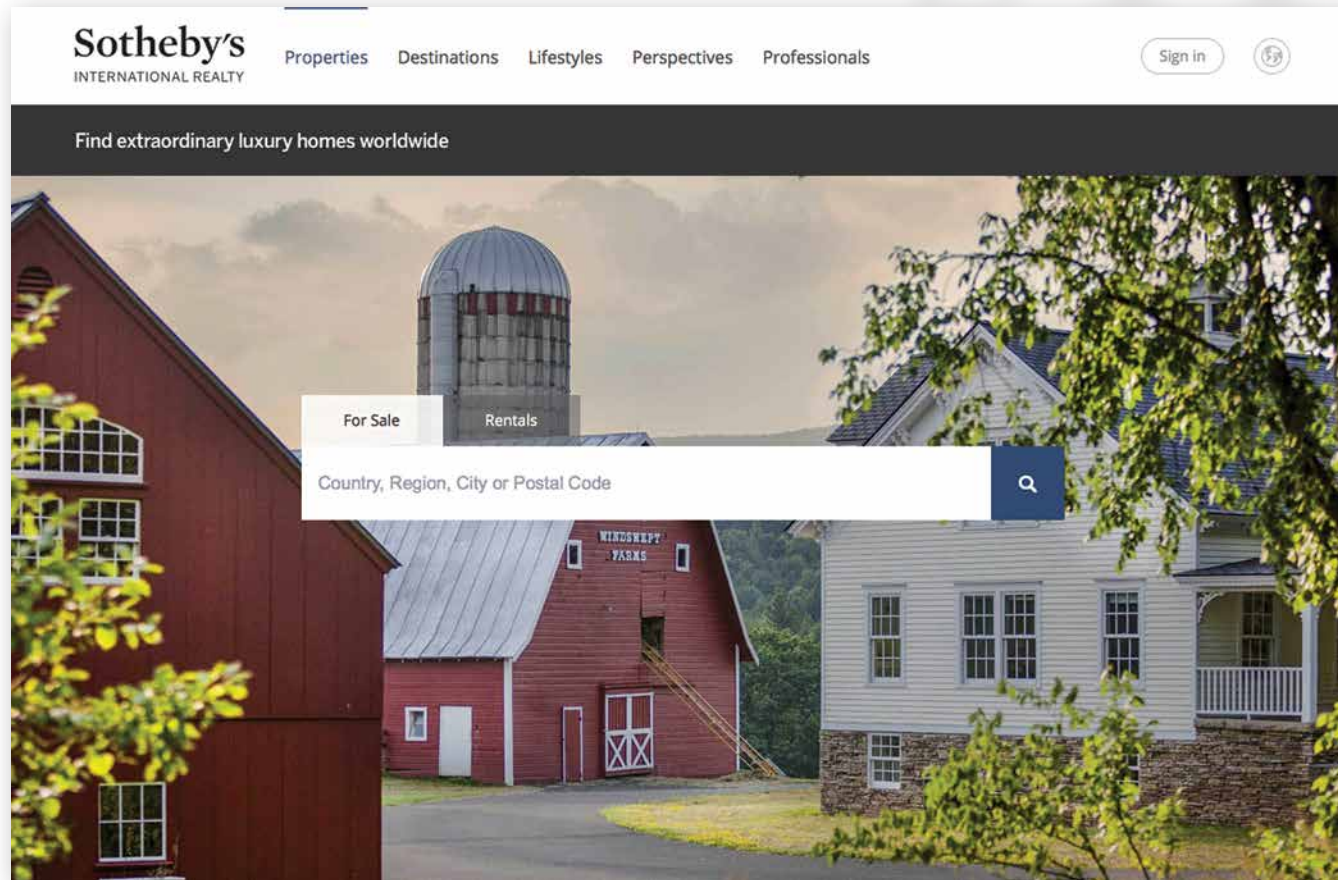 Sotheby's
INTERNATIONAL REALTY
Properties Destinations Lifestyles Perspectives Professionals
Sign in
Find extraordinary luxury homes worldwide
For Sale Rentals
Country, Region, City or Postal Code
WINDSWEPT
FARMS